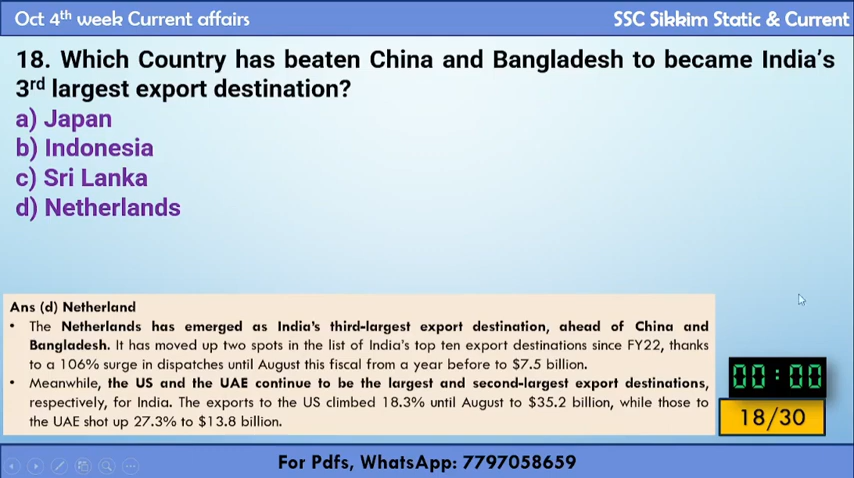 Oct 4th week Current affairs
SSC Sikkim Static & Current
18. Which Country has beaten China and Bangladesh to became India's
3rd largest export destination?
a) Japan
b) Indonesia
c) Sri Lanka
d) Netherlands
Ans (d) Netherland
• The Netherlands has emerged as India's third-largest export destination, ahead of China and
Bangladesh. It has moved up two spots in the list of India's top ten export destinations since FY22, thanks
to a 106% surge in dispatches until August this fiscal from a year before to $7.5 billion.
• Meanwhile, the US and the UAE continue to be the largest and second-largest export destinations,
respectively, for India. The exports to the US climbed 18.3% until August to $35.2 billion, while those to
the UAE shot up 27.3% to $13.8 billion.
00:00
18/30
For Pdfs, WhatsApp: 7797058659